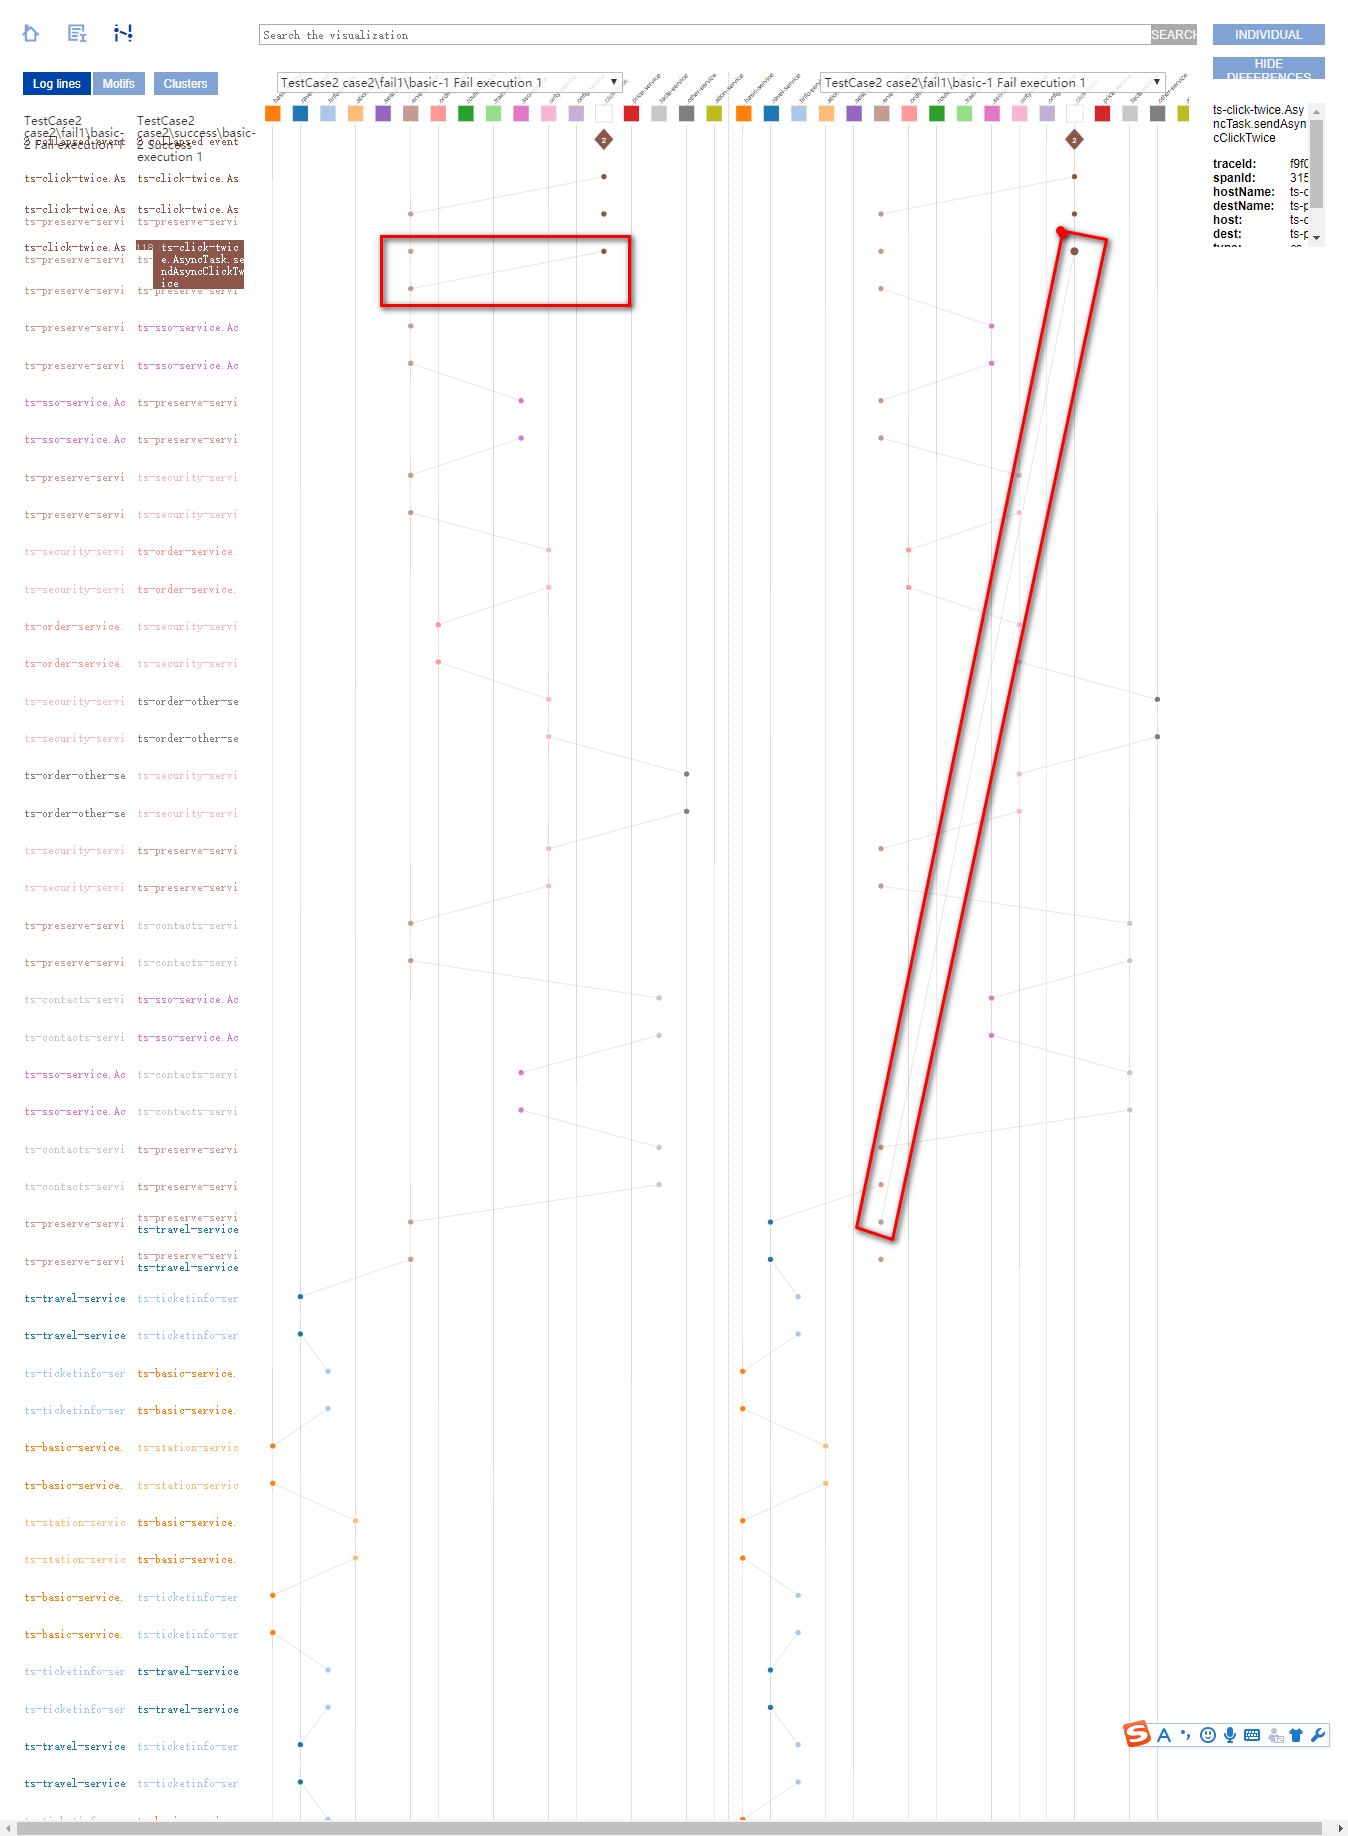 Search the visualization
SEARCH
INDIVIDUAL
HIDE
DIFFERENCES
Log lines
Motifs
Clusters
TestCase2 case2\fail1\basic-1 Fail execution 1
TestCase2 case2\fail1\basic-1 Fail execution 1
TestCase2
case2\fail1\basic-
2 Fail execution 1
TestCase2
case2\success\basic-
2 Success
execution 1
2 collapsed event
2 collapsed event
2
2
ts-click-twice.Asy
ncTask.sendAsyn
cClickTwice
traceId: f9f0
spanId: 315
hostName: ts-c
destName: ts-p
host: ts-c
dest: ts-p
ts-click-twice.As ts-click-twice.As
ts-click-twice.As ts-click-twice.As
ts-preserve-servi ts-preserve-servi
ts-click-twice.As 118 ts-click-twic
e.AsyncTask.se
ndAsyncClickTw
ice
ts-preserve-servi ts-
ts-preserve-servi ts-preserve-servi
ts-preserve-servi ts-sso-service.Ac
ts-preserve-servi ts-sso-service.Ac
ts-sso-service.Ac ts-preserve-servi
ts-sso-service.Ac ts-preserve-servi
ts-preserve-servi ts-security-servi
ts-preserve-servi ts-security-servi
ts-security-servi ts-order-service.
ts-security-servi ts-order-service.
ts-order-service. ts-security-servi
ts-order-service. ts-security-servi
ts-security-servi ts-order-other-se
ts-security-servi ts-order-other-se
ts-order-other-se ts-security-servi
ts-order-other-se ts-security-servi
ts-security-servi ts-preserve-servi
ts-security-servi ts-preserve-servi
ts-preserve-servi ts-contacts-servi
ts-preserve-servi ts-contacts-servi
ts-contacts-servi ts-sso-service.Ac
ts-contacts-servi ts-sso-service.Ac
ts-sso-service.Ac ts-contacts-servi
ts-sso-service.Ac ts-contacts-servi
ts-contacts-servi ts-preserve-servi
ts-contacts-servi ts-preserve-servi
ts-preserve-servi ts-preserve-servi
ts-travel-service
ts-preserve-servi ts-preserve-servi
ts-travel-service
ts-travel-service ts-ticketinfo-ser
ts-travel-service ts-ticketinfo-ser
ts-ticketinfo-ser ts-basic-service.
ts-ticketinfo-ser ts-basic-service.
ts-basic-service. ts-station-servic
ts-basic-service. ts-station-servic
ts-station-servic ts-basic-service.
ts-station-servic ts-basic-service.
ts-basic-service. ts-ticketinfo-ser
ts-basic-service. ts-ticketinfo-ser
ts-ticketinfo-ser ts-travel-service
ts-ticketinfo-ser ts-travel-service
ts-travel-service ts-ticketinfo-ser
ts-travel-service ts-ticketinfo-ser